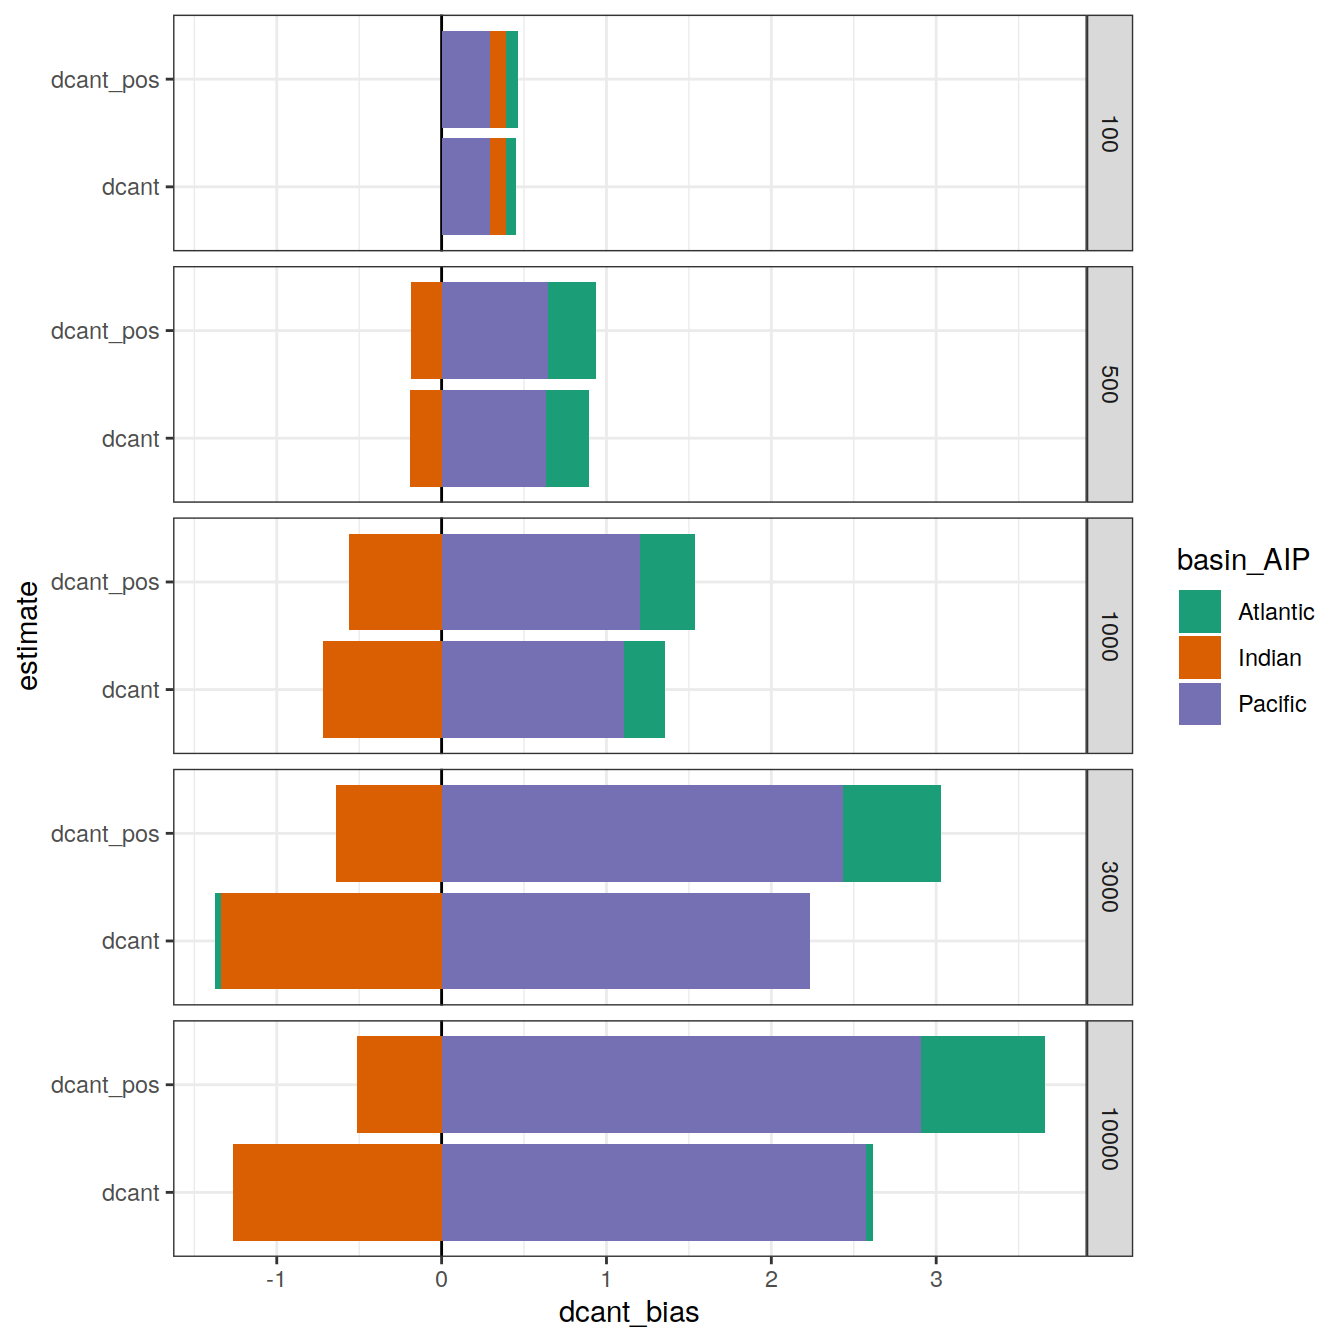 dcant_pos
dcant
100
dcant_pos
dcant
500
dcant_pos
dcant
1000
dcant_pos
dcant
3000
dcant_pos
dcant
10000
-1 0 1 2 3
dcant_bias
estimate
basin_AIP
Atlantic
Indian
Pacific